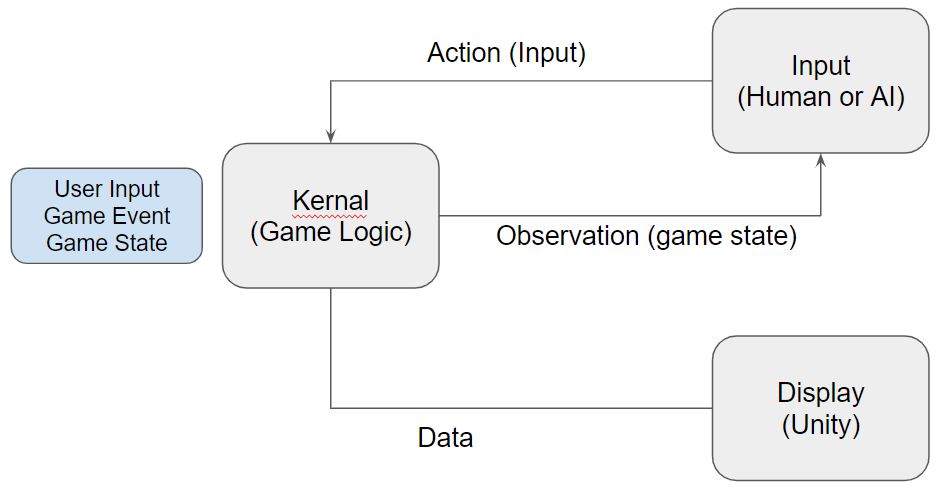 Action (Input)
Input
(Human or AI)
User Input
Game Event
Game State
Kernal
(Game Logic)
Observation (game state)
Display
(Unity)
Data